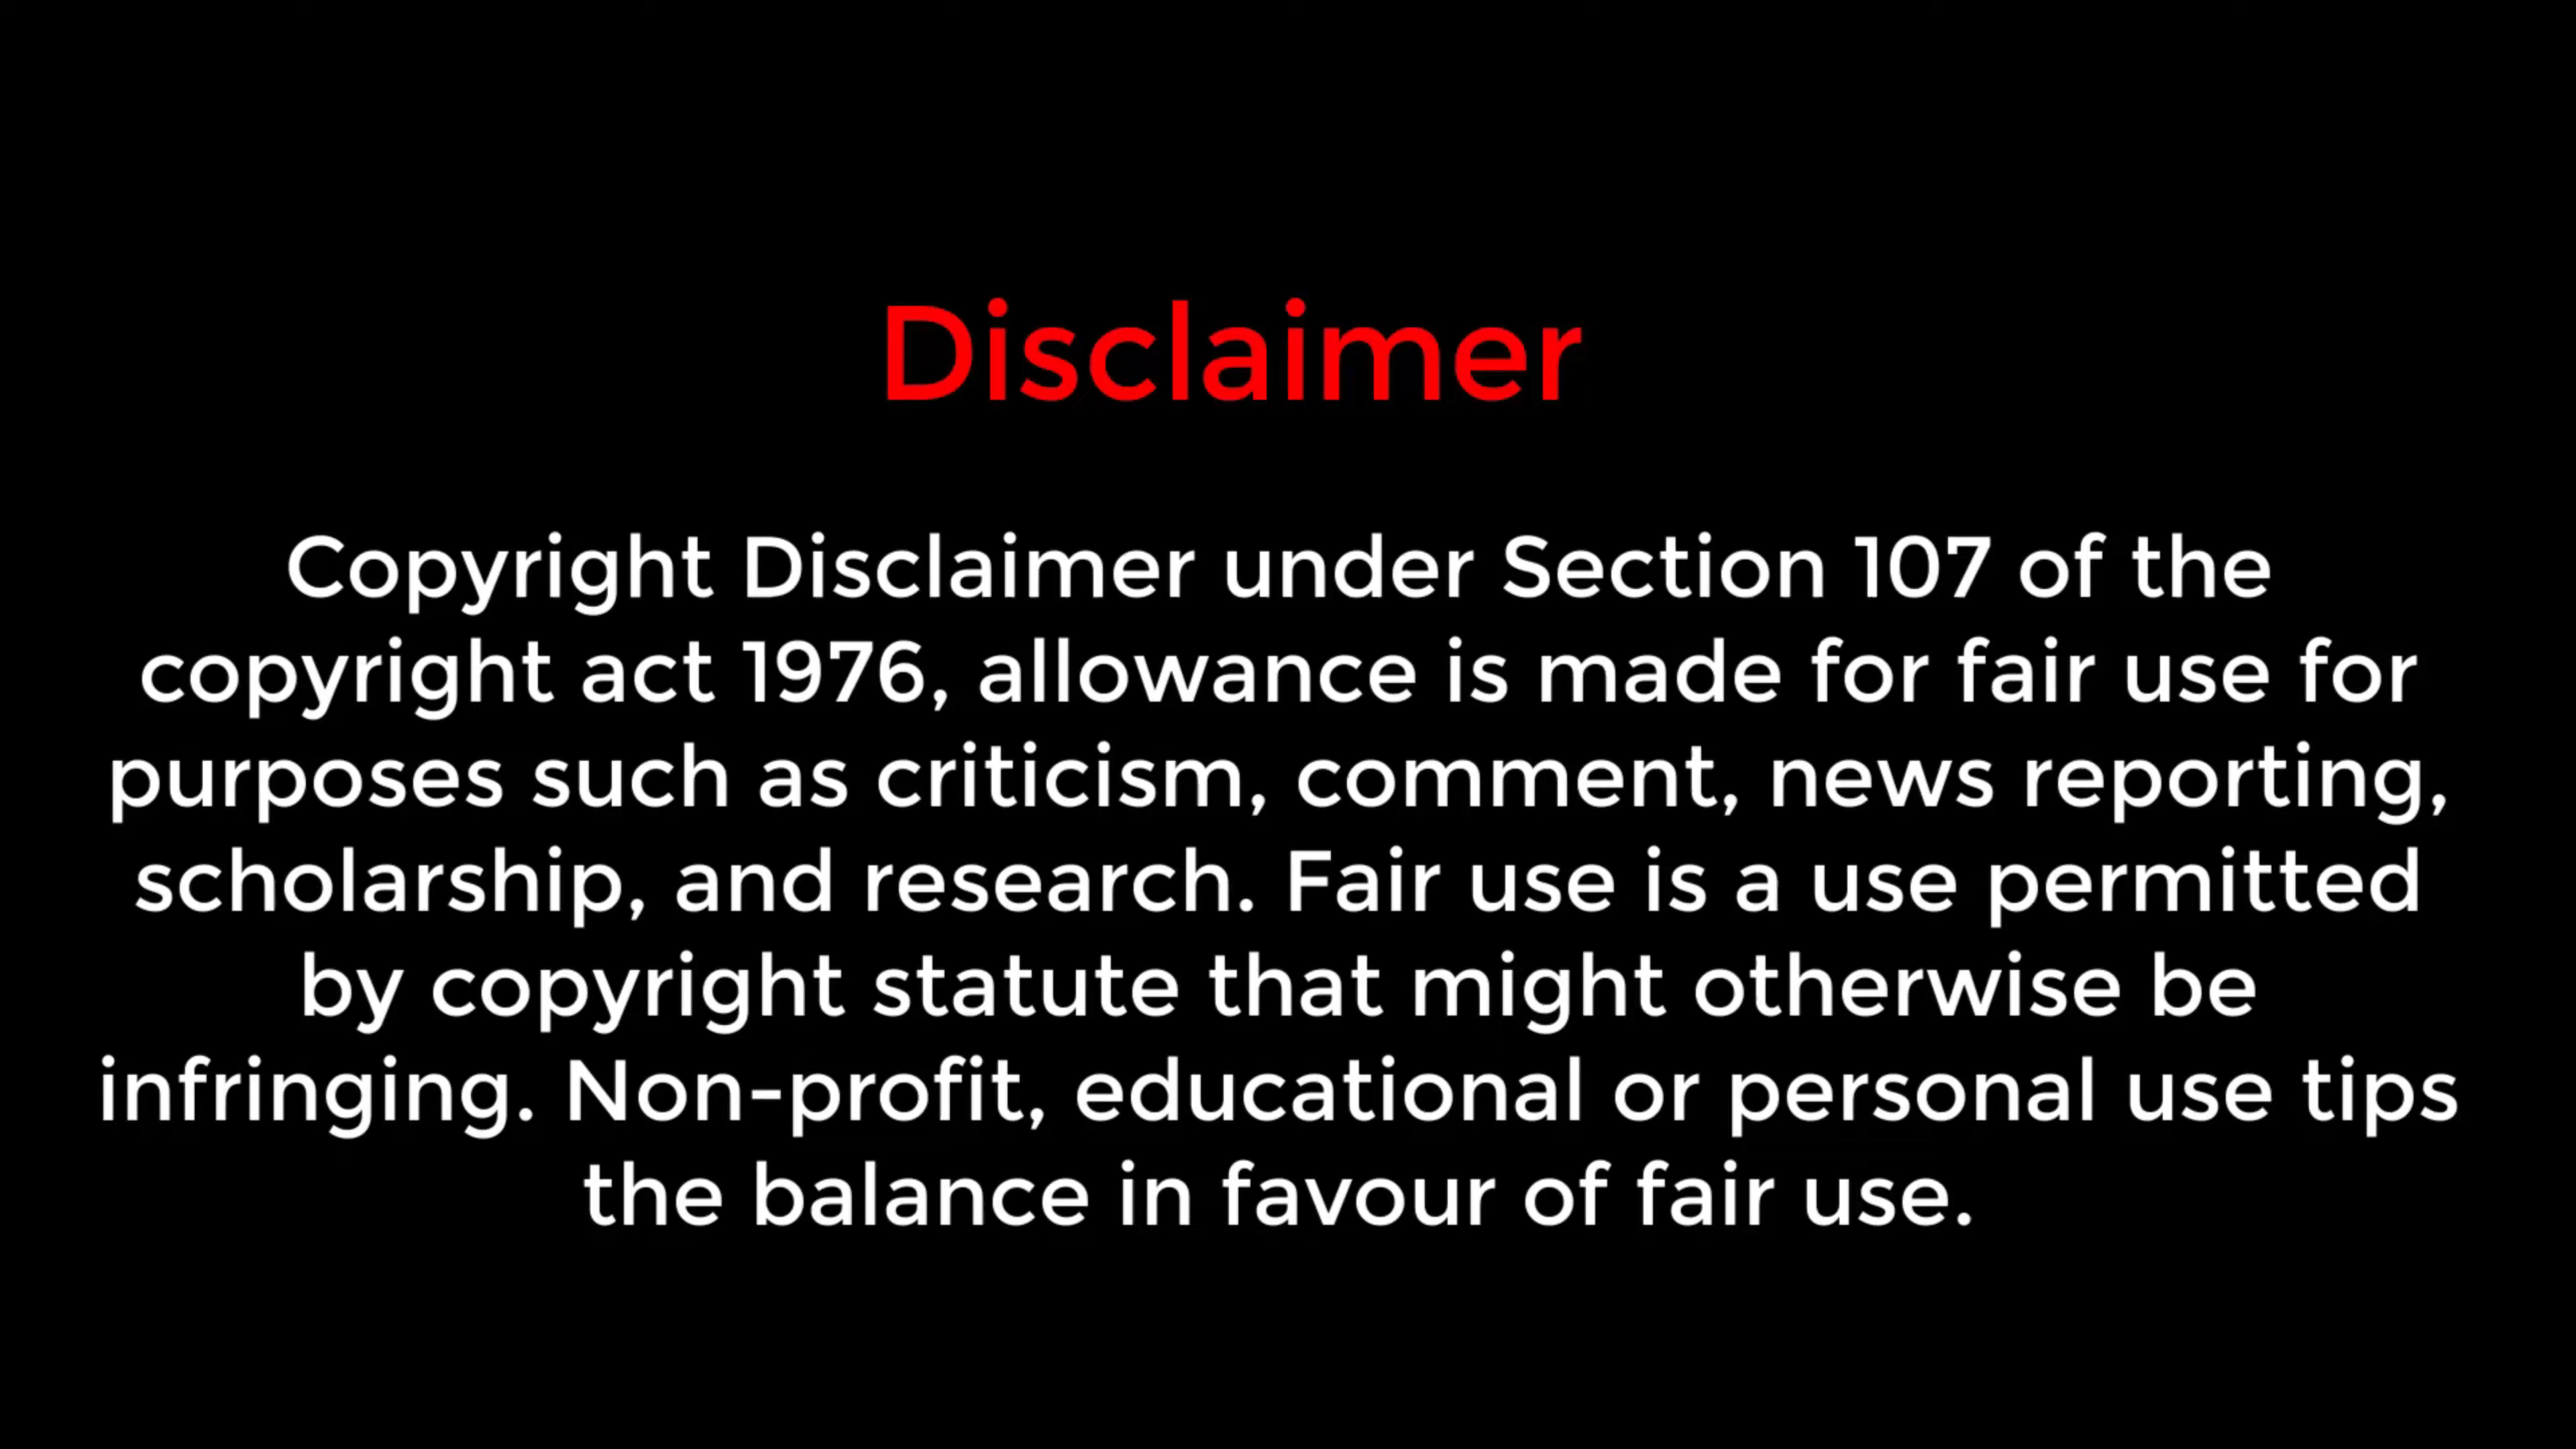 Disclaimer
Copyright Disclaimer under Section 107 of the
copyright act 1976, allowance is made for fair use for
purposes such as criticism, comment, news reporting,
scholarship, and research. Fair use is a use permitted
by copyright statute that might otherwise be
infringing. Non-profit, educational or personal use tips
the balance in favour of fair use.